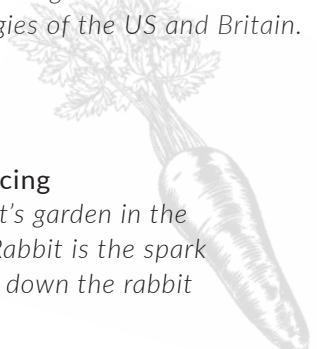 gies of the US and Britain.
cing
t's garden in the
Rabbit is the spark
down the rabbit